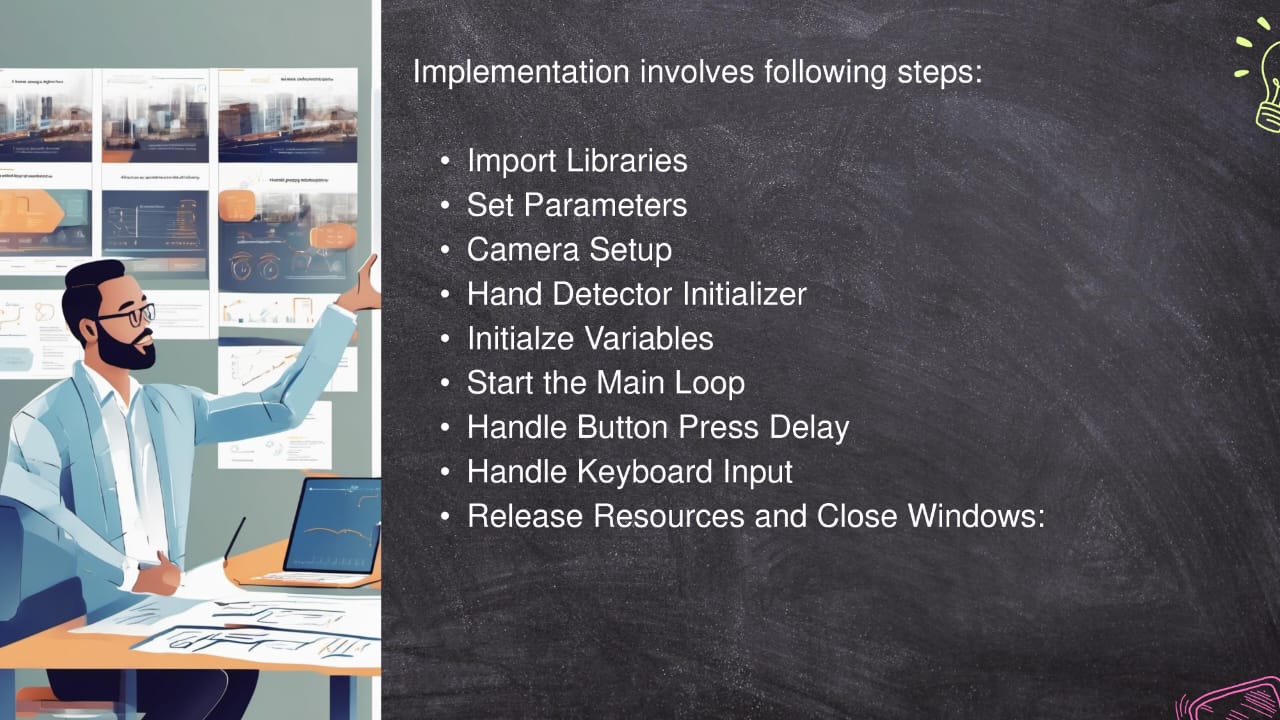 Implementation involves following steps:
• Import Libraries
• Set Parameters
• Camera Setup
• Hand Detector Initializer
• Initialze Variables
• Start the Main Loop
• Handle Button Press Delay
• Handle Keyboard Input
• Release Resources and Close Windows: